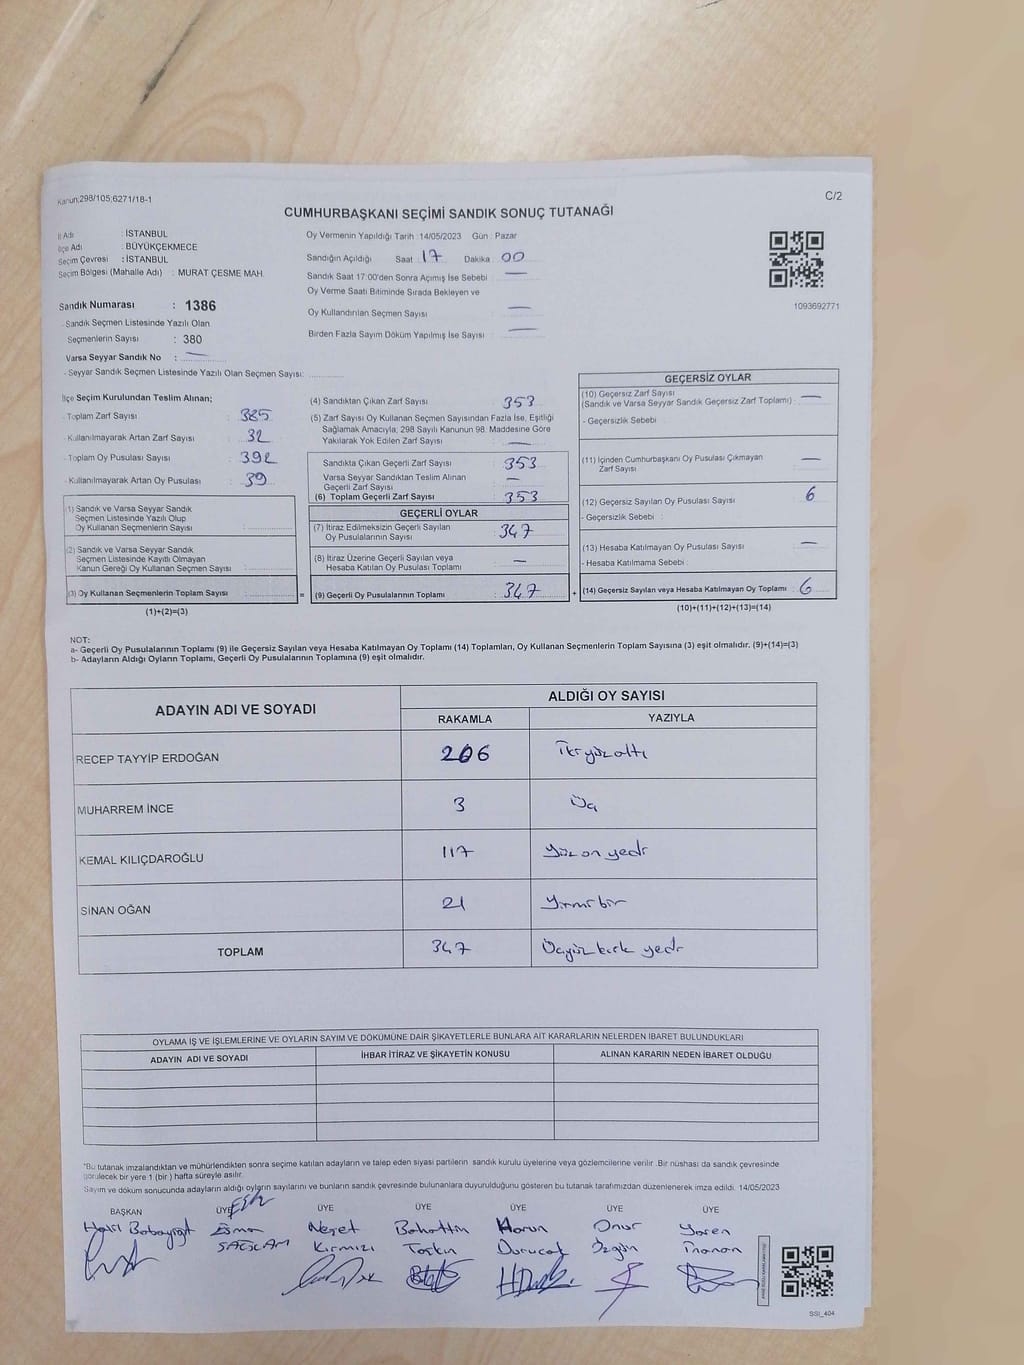 Kanun:298/105;6271/18-1
C/2
CUMHURBAŞKANI SEÇİMİ SANDIK SONUÇ TUTANAĞI
İl Adı : İSTANBUL
İlçe Adı : BÜYÜKÇEKMECE
Seçim Çevresi : İSTANBUL
Seçim Bölgesi (Mahalle Adı) : MURAT ÇESME MAH.
Sandık Numarası : 1386
- Sandık Seçmen Listesinde Yazılı Olan
Seçmenlerin Sayısı : 380
Varsa Seyyar Sandık No : —
- Seyyar Sandık Seçmen Listesinde Yazılı Olan Seçmen Sayısı:
Oy Vermenin Yapıldığı Tarih :14/05/2023 Gün : Pazar
Sandığın Açıldığı Saat : 17 Dakika : 00
Sandık Saat 17:00'den Sonra Açımış İse Sebebi : —
Oy Verme Saati Bitiminde Sırada Bekleyen ve
Oy Kullandırılan Seçmen Sayısı : —
Birden Fazla Sayım Döküm Yapılmış İse Sayısı : —
1093692771
İlçe Seçim Kurulundan Teslim Alınan;
- Toplam Zarf Sayısı : 385
- Kullanılmayarak Artan Zarf Sayısı : 32
- Toplam Oy Pusulası Sayısı : 392
- Kullanılmayarak Artan Oy Pusulası : 39
(1) Sandık ve Varsa Seyyar Sandık
Seçmen Listesinde Yazılı Olup
Oy Kullanan Seçmenlerin Sayısı :
(2) Sandık ve Varsa Seyyar Sandık
Seçmen Listesinde Kayıtlı Olmayan
Kanun Gereği Oy Kullanan Seçmen Sayısı :
(3) Oy Kullanan Seçmenlerin Toplam Sayısı :
=
(1)+(2)=(3)
(4) Sandıktan Çıkan Zarf Sayısı : 353
(5) Zarf Sayısı Oy Kullanan Seçmen Sayısından Fazla İse, Eşitliği
Sağlamak Amacıyla; 298 Sayılı Kanunun 98. Maddesine Göre
Yakılarak Yok Edilen Zarf Sayısı : —
Sandıkta Çıkan Geçerli Zarf Sayısı : 353
Varsa Seyyar Sandıktan Teslim Alınan
Geçerli Zarf Sayısı : —
(6) Toplam Geçerli Zarf Sayısı : 353
GEÇERLİ OYLAR
(7) İtiraz Edilmeksizin Geçerli Sayılan
Oy Pusulalarının Sayısı : 347
(8) İtiraz Üzerine Geçerli Sayılan veya
Hesaba Katılan Oy Pusulası Toplamı : —
(9) Geçerli Oy Pusulalarının Toplamı : 347
+
GEÇERSİZ OYLAR
(10) Geçersiz Zarf Sayısı
(Sandık ve Varsa Seyyar Sandık Geçersiz Zarf Toplamı) : —
- Geçersizlik Sebebi :
(11) İçinden Cumhurbaşkanı Oy Pusulası Çıkmayan
Zarf Sayısı : —
(12) Geçersiz Sayılan Oy Pusulası Sayısı : 6
- Geçersizlik Sebebi :
(13) Hesaba Katılmayan Oy Pusulası Sayısı : —
- Hesaba Katılmama Sebebi :
(14) Geçersiz Sayılan veya Hesaba Katılmayan Oy Toplamı : 6
(10)+(11)+(12)+(13)=(14)
NOT:
a- Geçerli Oy Pusulalarının Toplamı (9) ile Geçersiz Sayılan veya Hesaba Katılmayan Oy Toplamı (14) Toplamları, Oy Kullanan Seçmenlerin Toplam Sayısına (3) eşit olmalıdır. (9)+(14)=(3)
b- Adayların Aldığı Oyların Toplamı, Geçerli Oy Pusulalarının Toplamına (9) eşit olmalıdır.
ADAYIN ADI VE SOYADI
ALDIĞI OY SAYISI
RAKAMLA YAZIYLA
RECEP TAYYİP ERDOĞAN 206 İkiyüzaltı
MUHARREM İNCE 3 Üç
KEMAL KILIÇDAROĞLU 117 Yüzonyedi
SİNAN OĞAN 21 Yirmibir
TOPLAM 347 Üçyüzkırk yedi
OYLAMA İŞ VE İŞLEMLERİNE VE OYLARIN SAYIM VE DÖKÜMÜNE DAİR ŞİKAYETLERLE BUNLARA AİT KARARLARIN NELERDEN İBARET BULUNDUKLARI
ADAYIN ADI VE SOYADI İHBAR İTİRAZ VE ŞİKAYETİN KONUSU ALINAN KARARIN NEDEN İBARET OLDUĞU
*Bu tutanak imzalandıktan ve mühürlendikten sonra seçime katılan adayların ve talep eden siyasi partilerin sandık kurulu üyelerine veya gözlemcilerine verilir .Bir nüshası da sandık çevresinde
görülecek bir yere 1 (bir ) hafta süreyle asılır.
Sayım ve döküm sonucunda adayların aldığı oyların sayılarını ve bunların sandık çevresinde bulunanlara duyurulduğunu gösteren bu tutanak tarafımızdan düzenlenerek imza edildi. 14/05/2023
BAŞKAN ÜYE ÜYE ÜYE ÜYE ÜYE ÜYE
Halil Babayiğit Esma Neşet Bahattin Harun Onur Yaren
SAĞLAM Kırmızı Taşkın Durucak Özgün İnanan
SSI_404